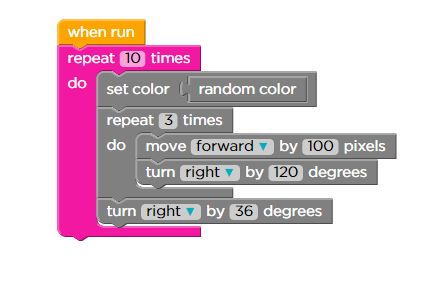 when run
repeat 10 times
do
set color random color
repeat 3 times
do
move forward ▼ by 100 pixels
turn right ▼ by 120 degrees
turn right ▼ by 36 degrees